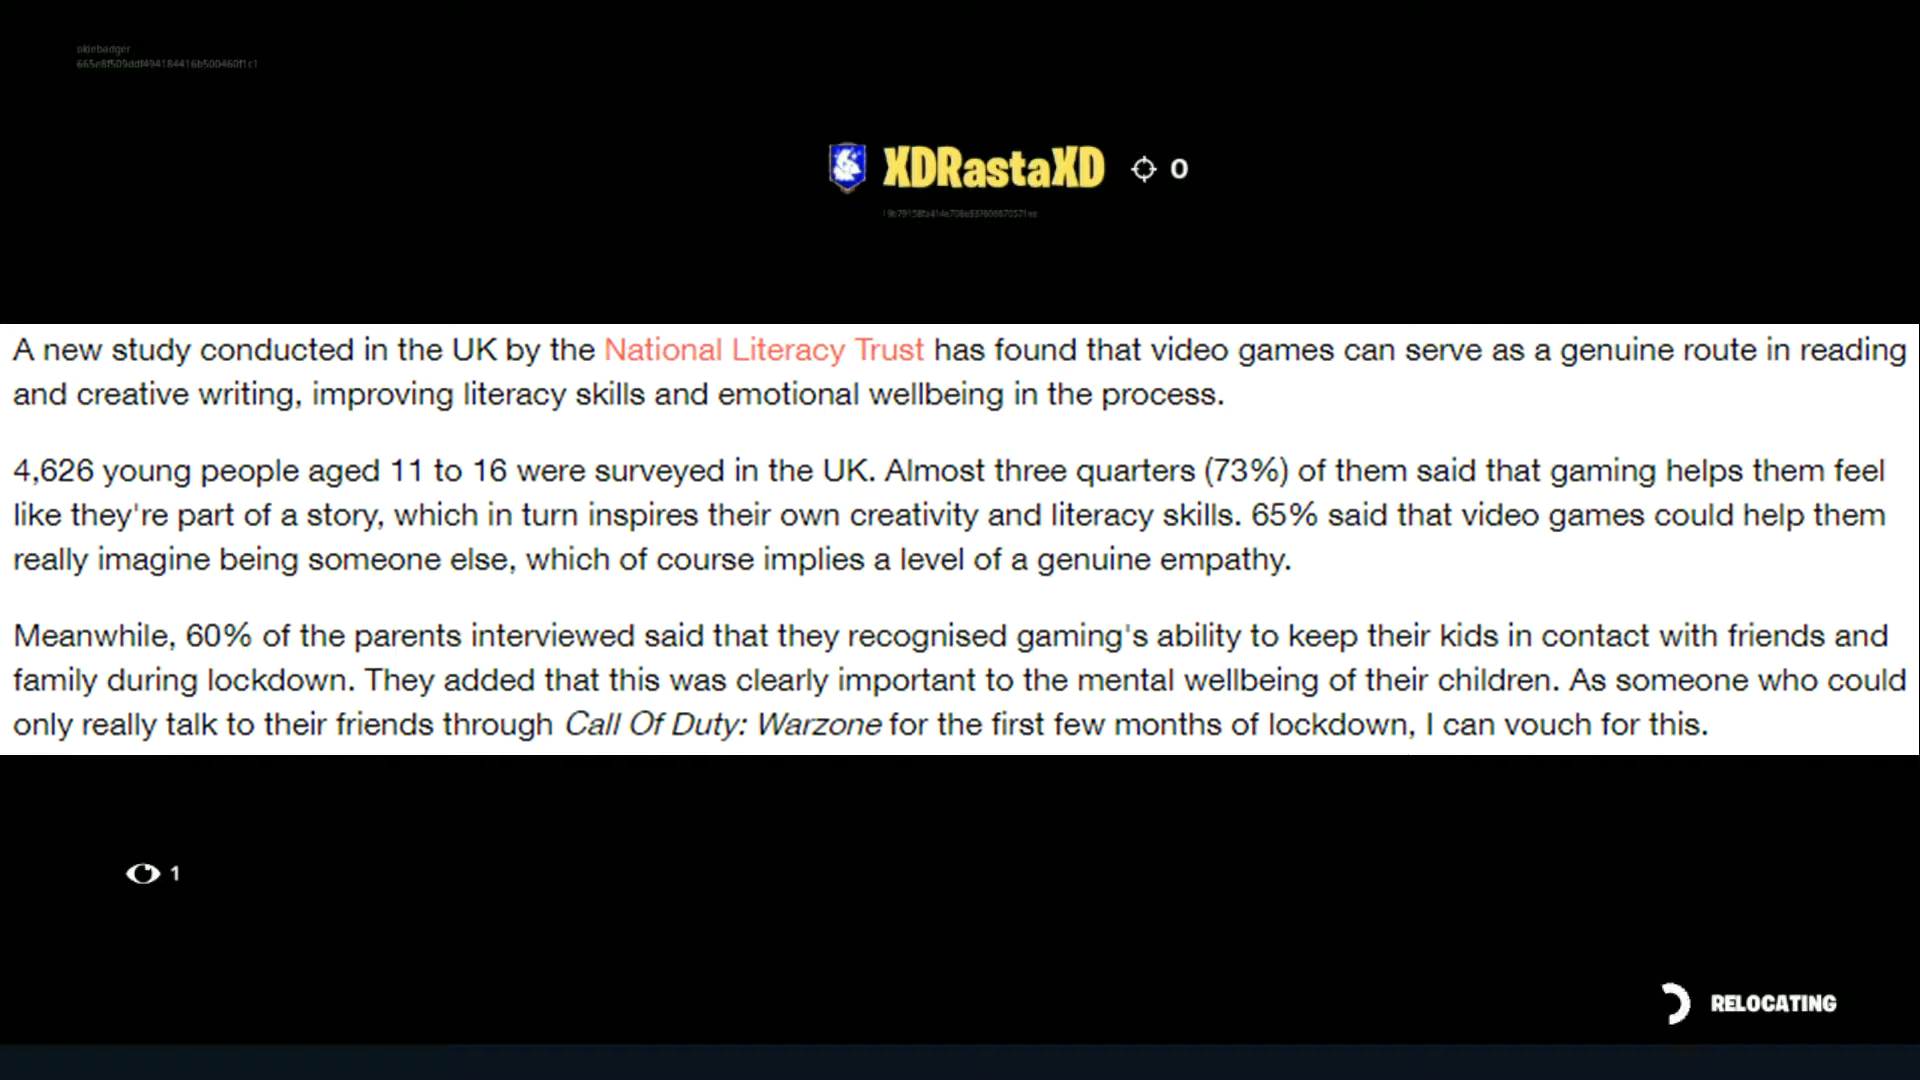 okiebadger
XDRastaXD 0
A new study conducted in the UK by the National Literacy Trust has found that video games can serve as a genuine route in reading
and creative writing, improving literacy skills and emotional wellbeing in the process.
4,626 young people aged 11 to 16 were surveyed in the UK. Almost three quarters (73%) of them said that gaming helps them feel
like they're part of a story, which in turn inspires their own creativity and literacy skills. 65% said that video games could help them
really imagine being someone else, which of course implies a level of a genuine empathy.
Meanwhile, 60% of the parents interviewed said that they recognised gaming's ability to keep their kids in contact with friends and
family during lockdown. They added that this was clearly important to the mental wellbeing of their children. As someone who could
only really talk to their friends through Call Of Duty: Warzone for the first few months of lockdown, I can vouch for this.
1
RELOCATING